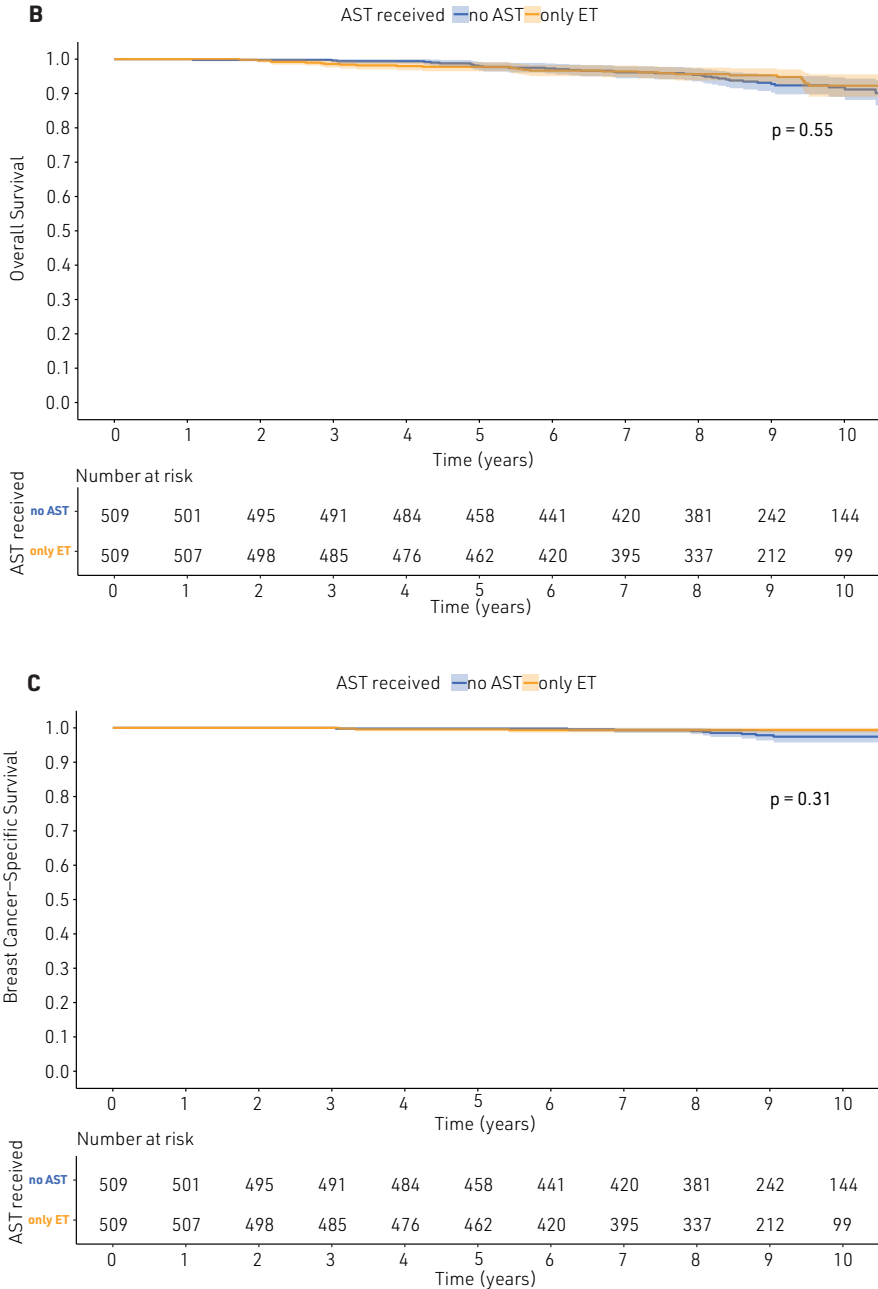 B
AST received no AST only ET
1.0
0.9
0.8
0.7
0.6
0.5
0.4
0.3
0.2
0.1
0.0
Overall Survival
p = 0.55
0 1 2 3 4 5 6 7 8 9 10
Time (years)
Number at risk
AST received
no AST 509 501 495 491 484 458 441 420 381 242 144
only ET 509 507 498 485 476 462 420 395 337 212 99
0 1 2 3 4 5 6 7 8 9 10
Time (years)
C
AST received no AST only ET
1.0
0.9
0.8
0.7
0.6
0.5
0.4
0.3
0.2
0.1
0.0
Breast Cancer–Specific Survival
p = 0.31
0 1 2 3 4 5 6 7 8 9 10
Time (years)
Number at risk
AST received
no AST 509 501 495 491 484 458 441 420 381 242 144
only ET 509 507 498 485 476 462 420 395 337 212 99
0 1 2 3 4 5 6 7 8 9 10
Time (years)